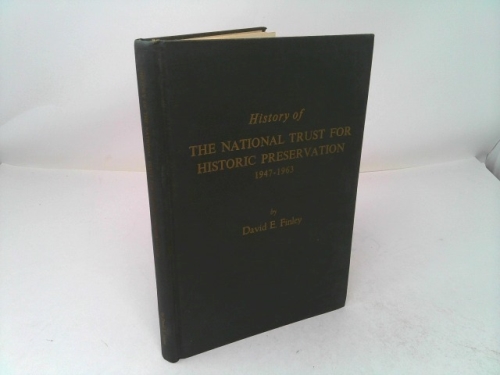 History of
THE NATIONAL TRUST FOR
HISTORIC PRESERVATION
1947-1963
by
David E. Finley